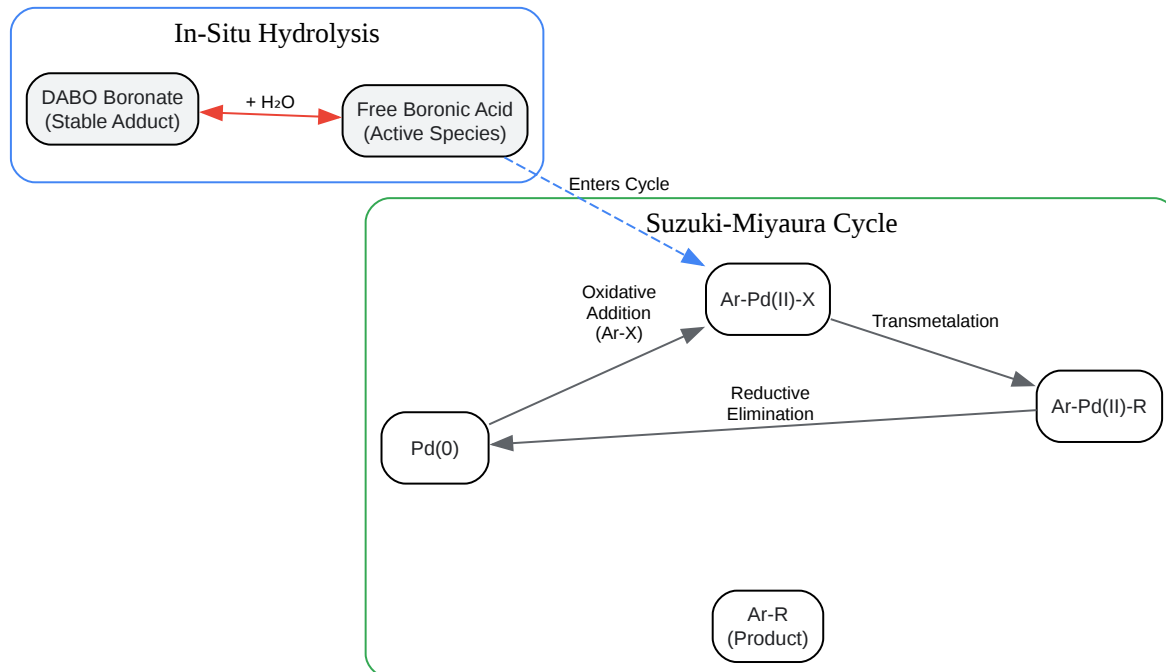 In-Situ Hydrolysis
DABO Boronate
(Stable Adduct)
+ H₂O
Free Boronic Acid
(Active Species)
Enters Cycle
Suzuki-Miyaura Cycle
Oxidative
Addition
(Ar-X)
Ar-Pd(II)-X
Transmetalation
Reductive
Elimination
Ar-Pd(II)-R
Pd(0)
Ar-R
(Product)